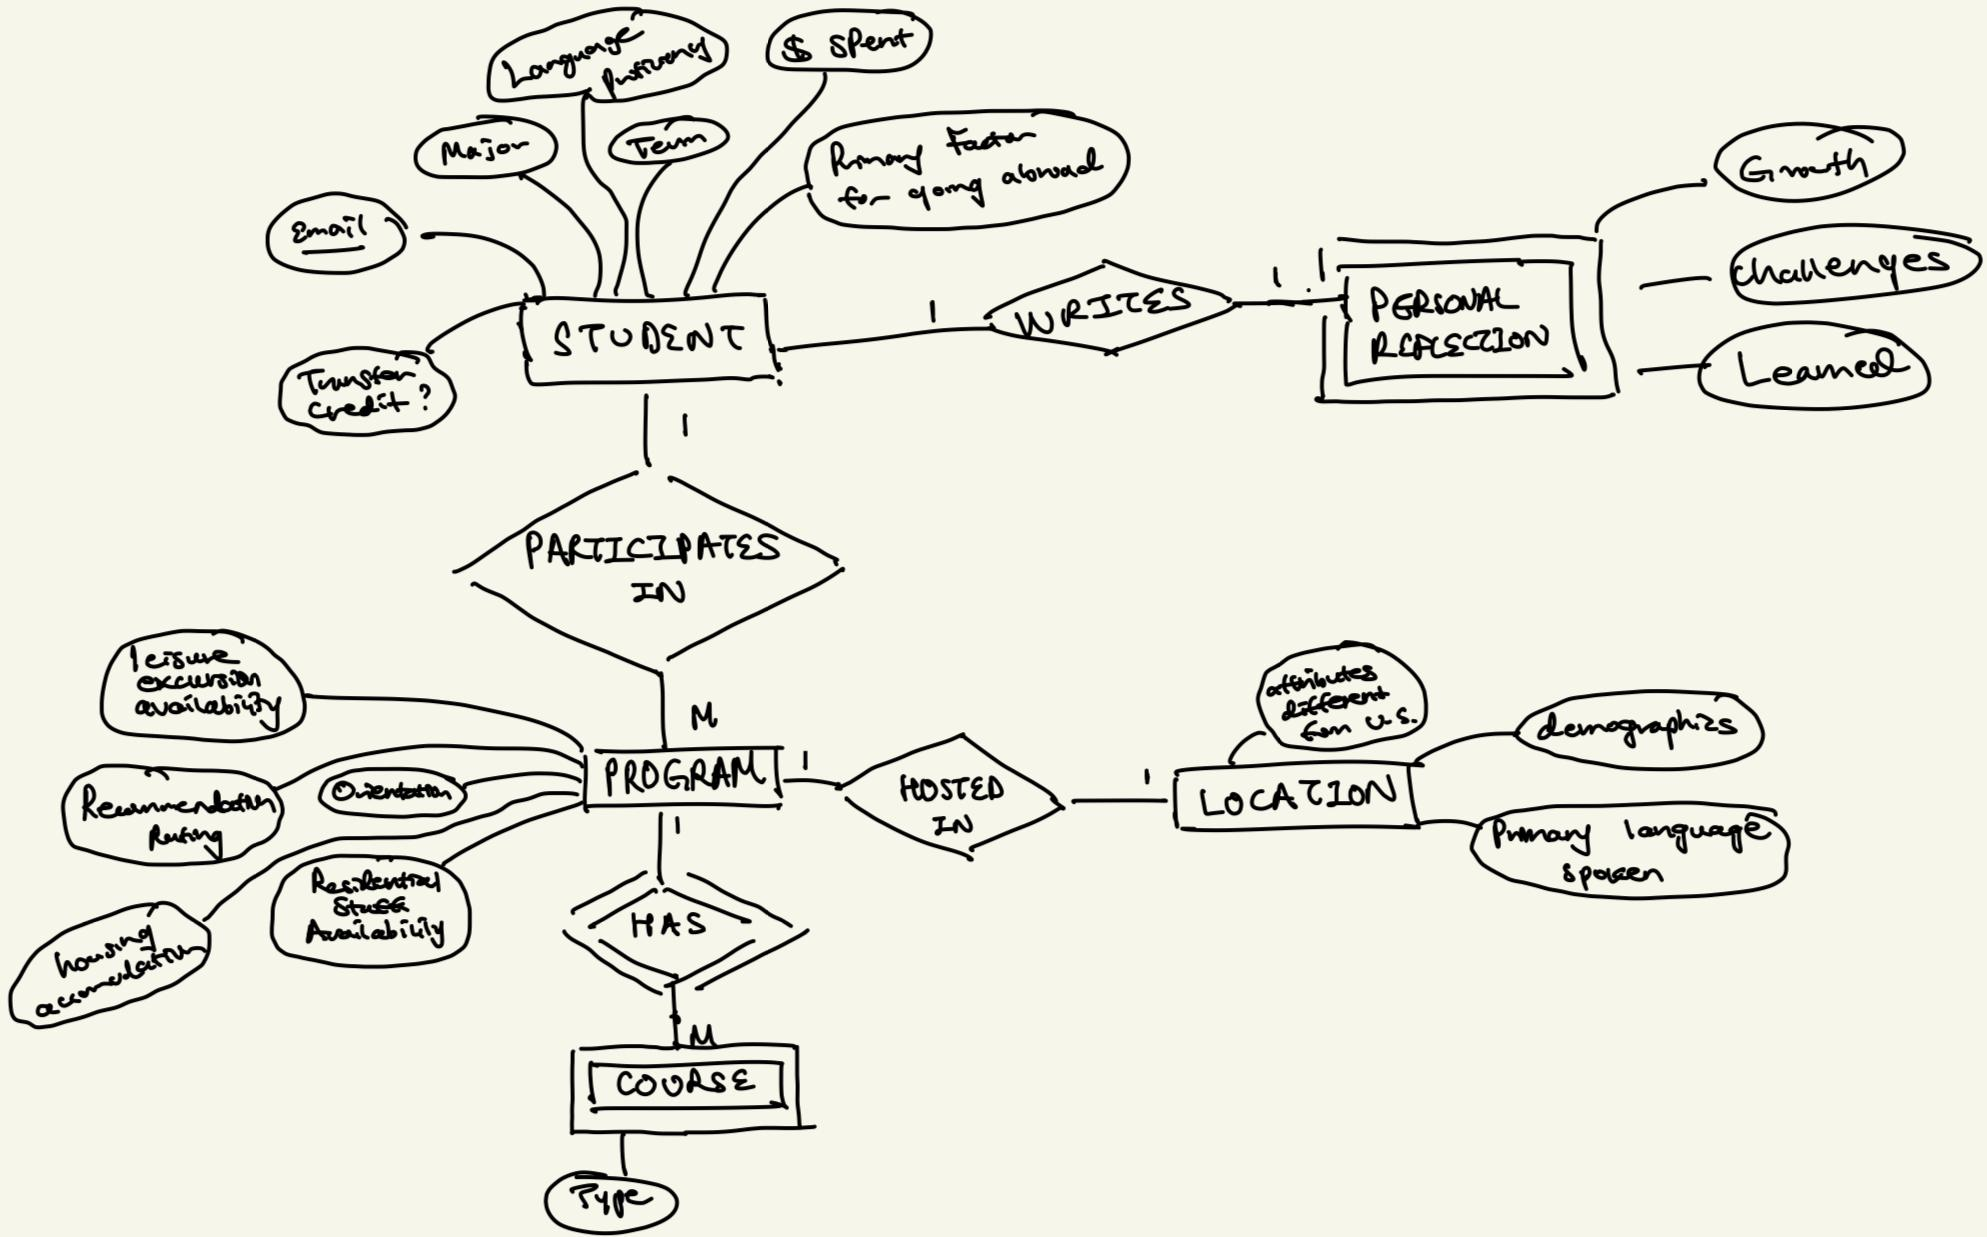 Language
Proficiency
$ spent
Major
Term
Primary Factor
for going abroad
Email
Growth
Challenges
Learned
Transfer
credit?
STUDENT
1
WRITES
1
1
PERSONAL
REFLECTION
1
PARTICIPATES
IN
M
leisure
excursion
availability
Recommendation
Rating
Orientation
housing
accomodation
Residential
Staff
Availability
PROGRAM
1
HOSTED
IN
1
LOCATION
attributes
different
from U.S.
demographics
Primary language
spoken
1
HAS
M
COURSE
Type